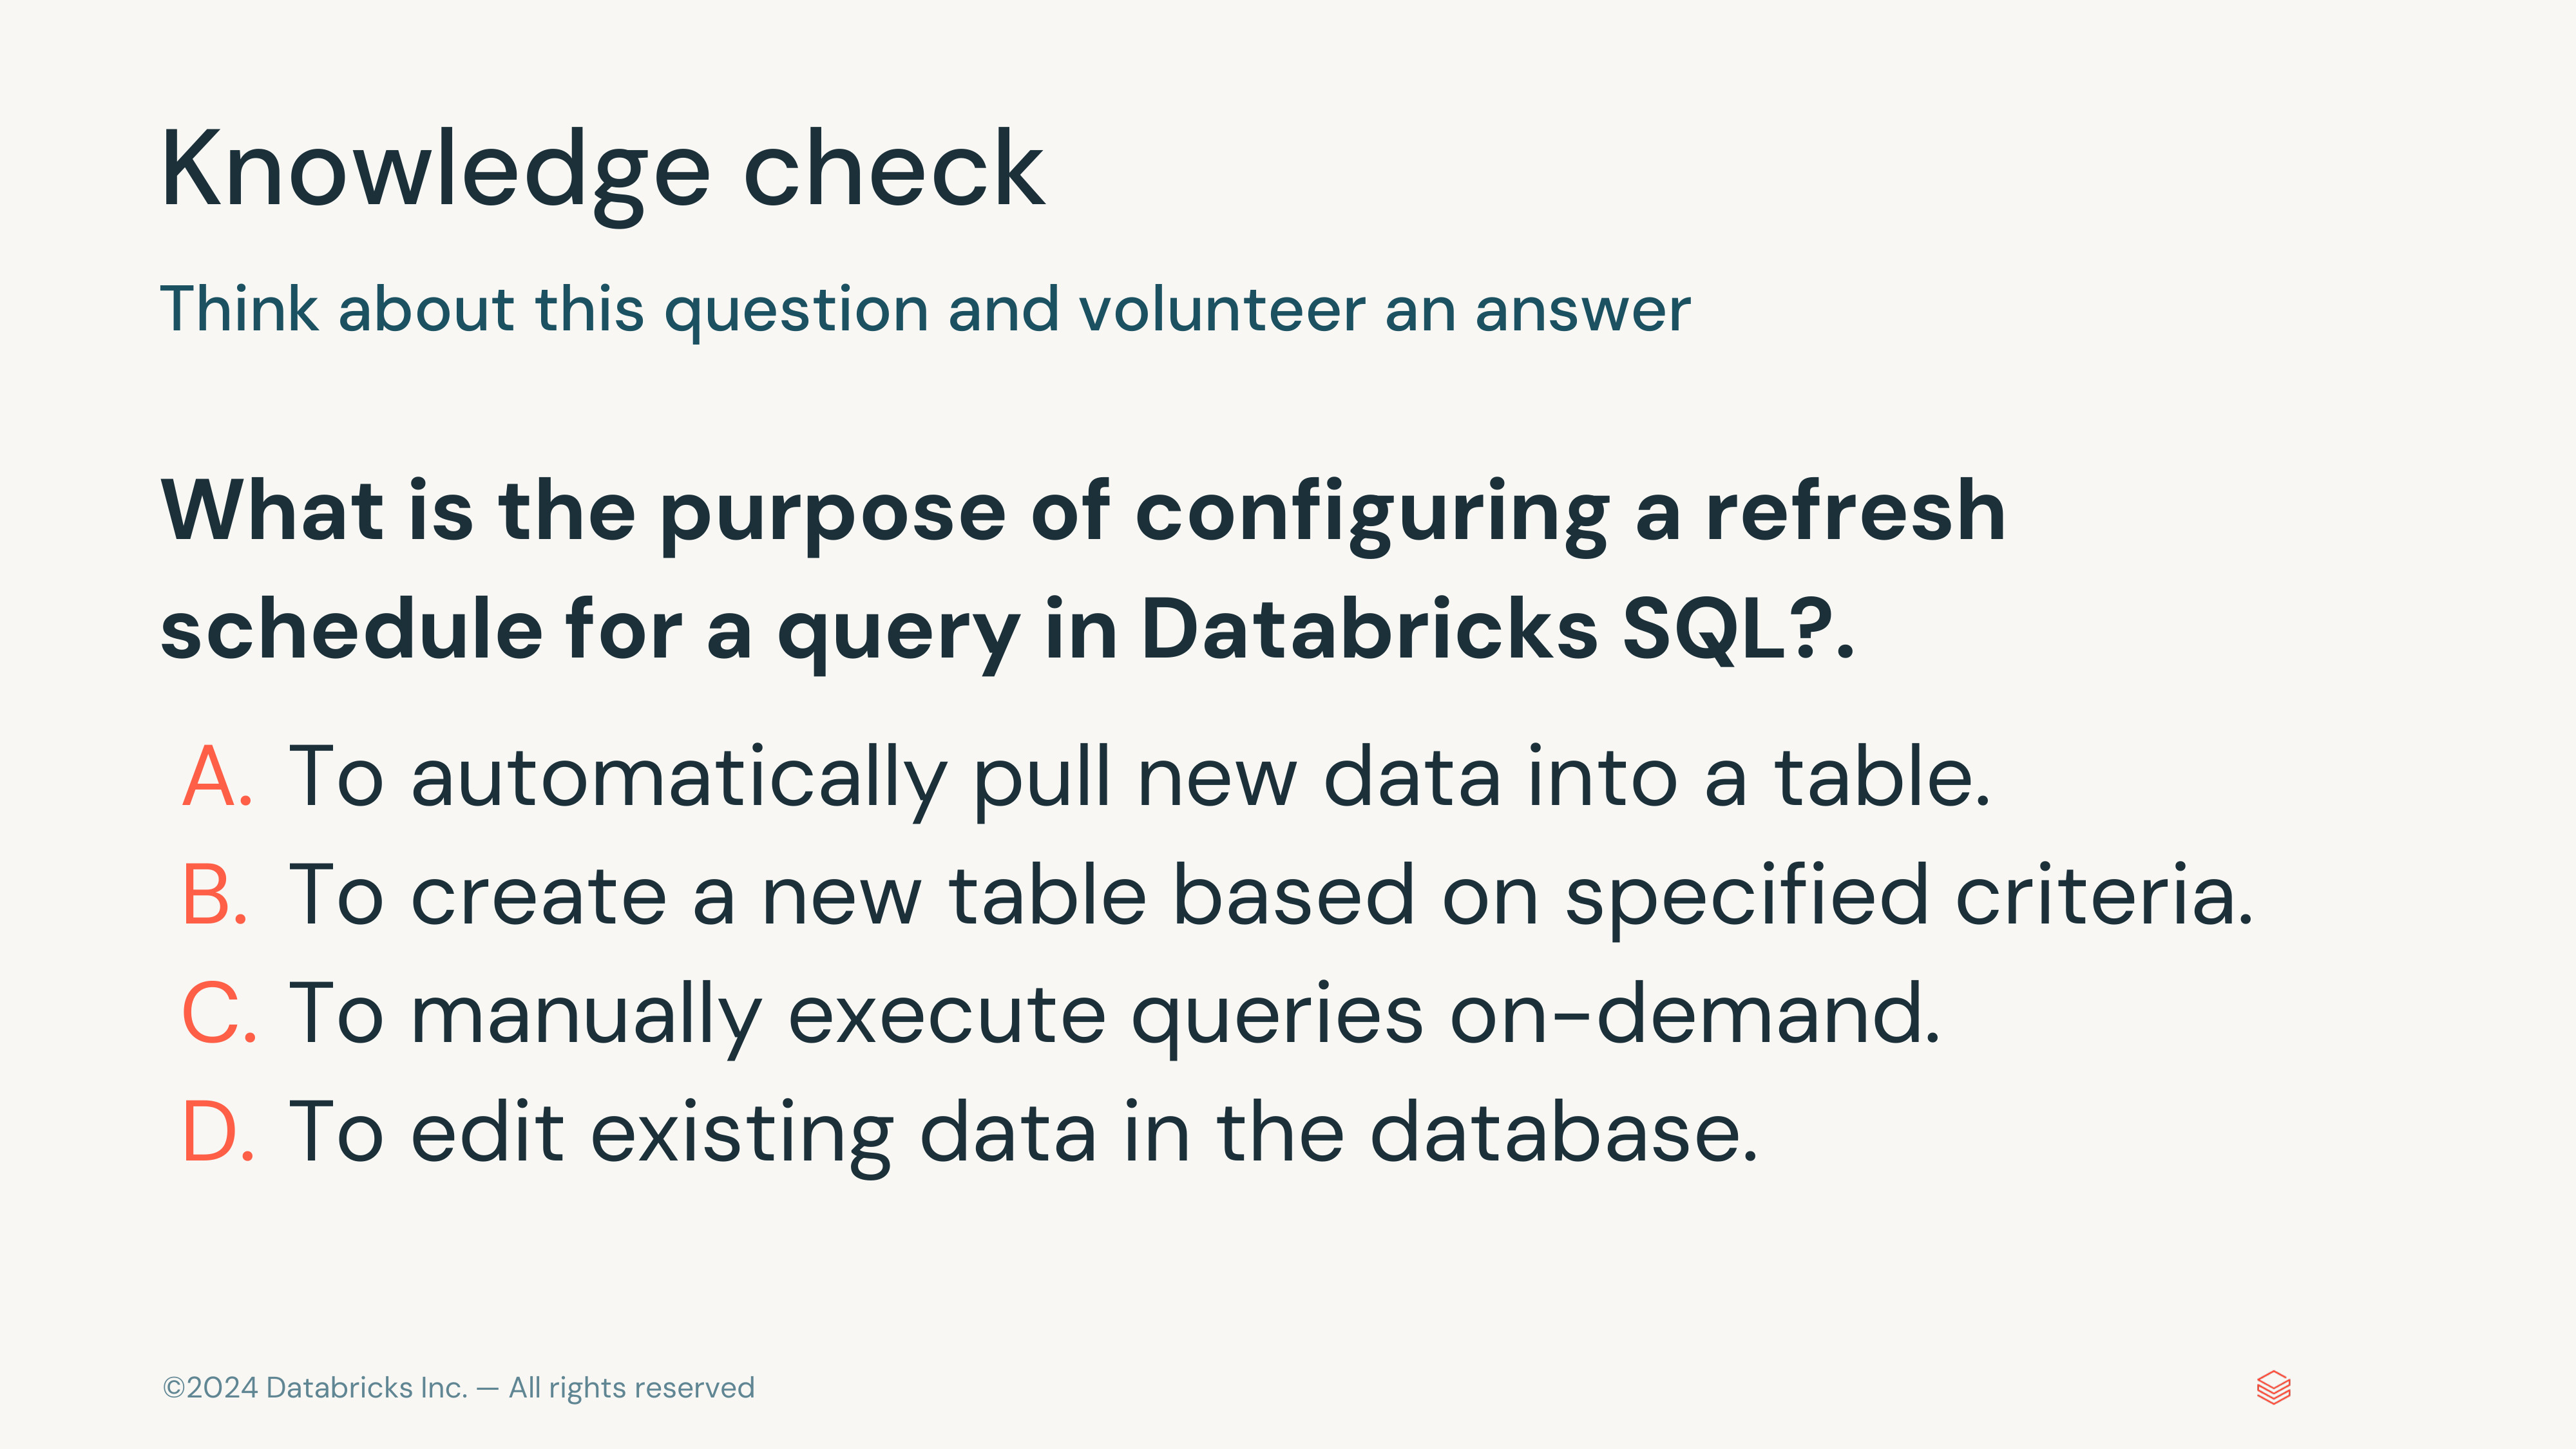 Knowledge check
Think about this question and volunteer an answer
What is the purpose of configuring a refresh
schedule for a query in Databricks SQL?.
A. To automatically pull new data into a table.
B. To create a new table based on specified criteria.
C. To manually execute queries on-demand.
D. To edit existing data in the database.
©2024 Databricks Inc. — All rights reserved